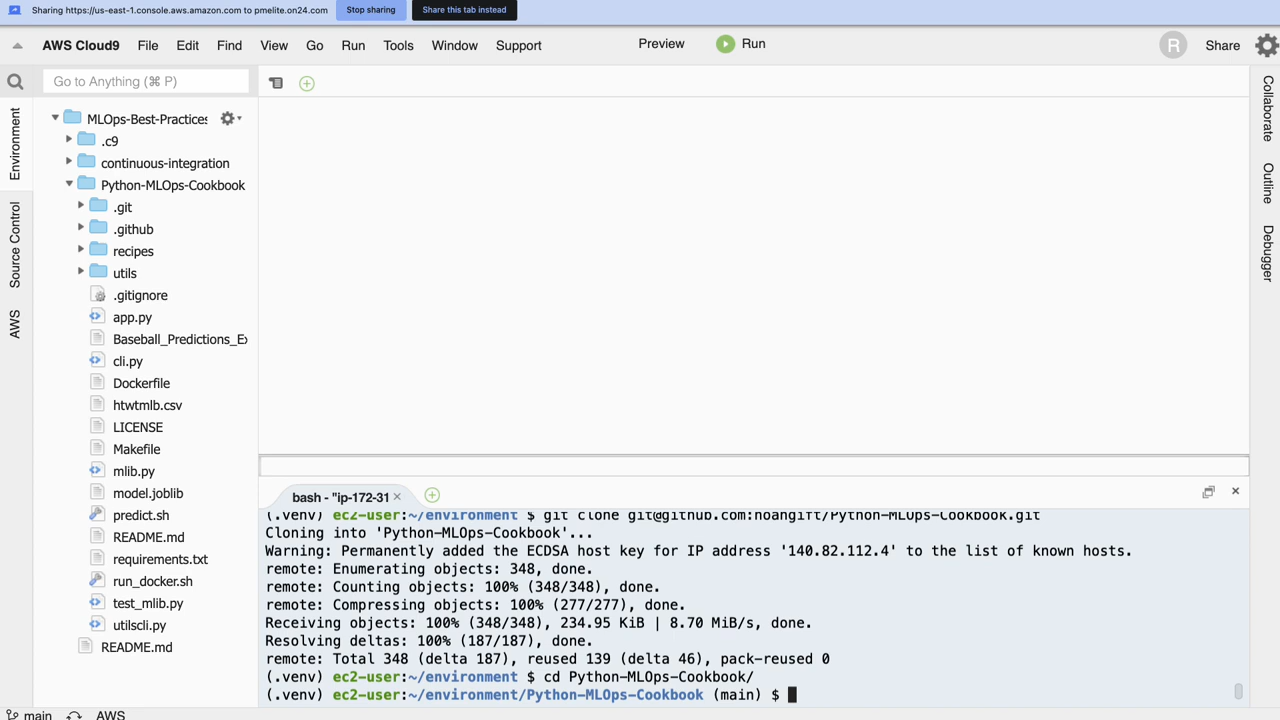 Sharing https://us-east-1.console.aws.amazon.com to pmelite.on24.com Stop sharing Share this tab instead
AWS Cloud9 File Edit Find View Go Run Tools Window Support Preview Run R Share
Go to Anything (⌘ P)
Environment
Source Control
AWS
MLOps-Best-Practices
.c9
continuous-integration
Python-MLOps-Cookbook
.git
.github
recipes
utils
.gitignore
app.py
Baseball_Predictions_Ex
cli.py
Dockerfile
htwtmlb.csv
LICENSE
Makefile
mlib.py
model.joblib
predict.sh
README.md
requirements.txt
run_docker.sh
test_mlib.py
utilscli.py
README.md
Collaborate
Outline
Debugger
bash - "ip-172-31
(.venv) ec2-user:~/environment $ git clone git@github.com:noahgift/Python-MLOps-Cookbook.git
Cloning into 'Python-MLOps-Cookbook'...
Warning: Permanently added the ECDSA host key for IP address '140.82.112.4' to the list of known hosts.
remote: Enumerating objects: 348, done.
remote: Counting objects: 100% (348/348), done.
remote: Compressing objects: 100% (277/277), done.
Receiving objects: 100% (348/348), 234.95 KiB | 8.70 MiB/s, done.
Resolving deltas: 100% (187/187), done.
remote: Total 348 (delta 187), reused 139 (delta 46), pack-reused 0
(.venv) ec2-user:~/environment $ cd Python-MLOps-Cookbook/
(.venv) ec2-user:~/environment/Python-MLOps-Cookbook (main) $
main AWS